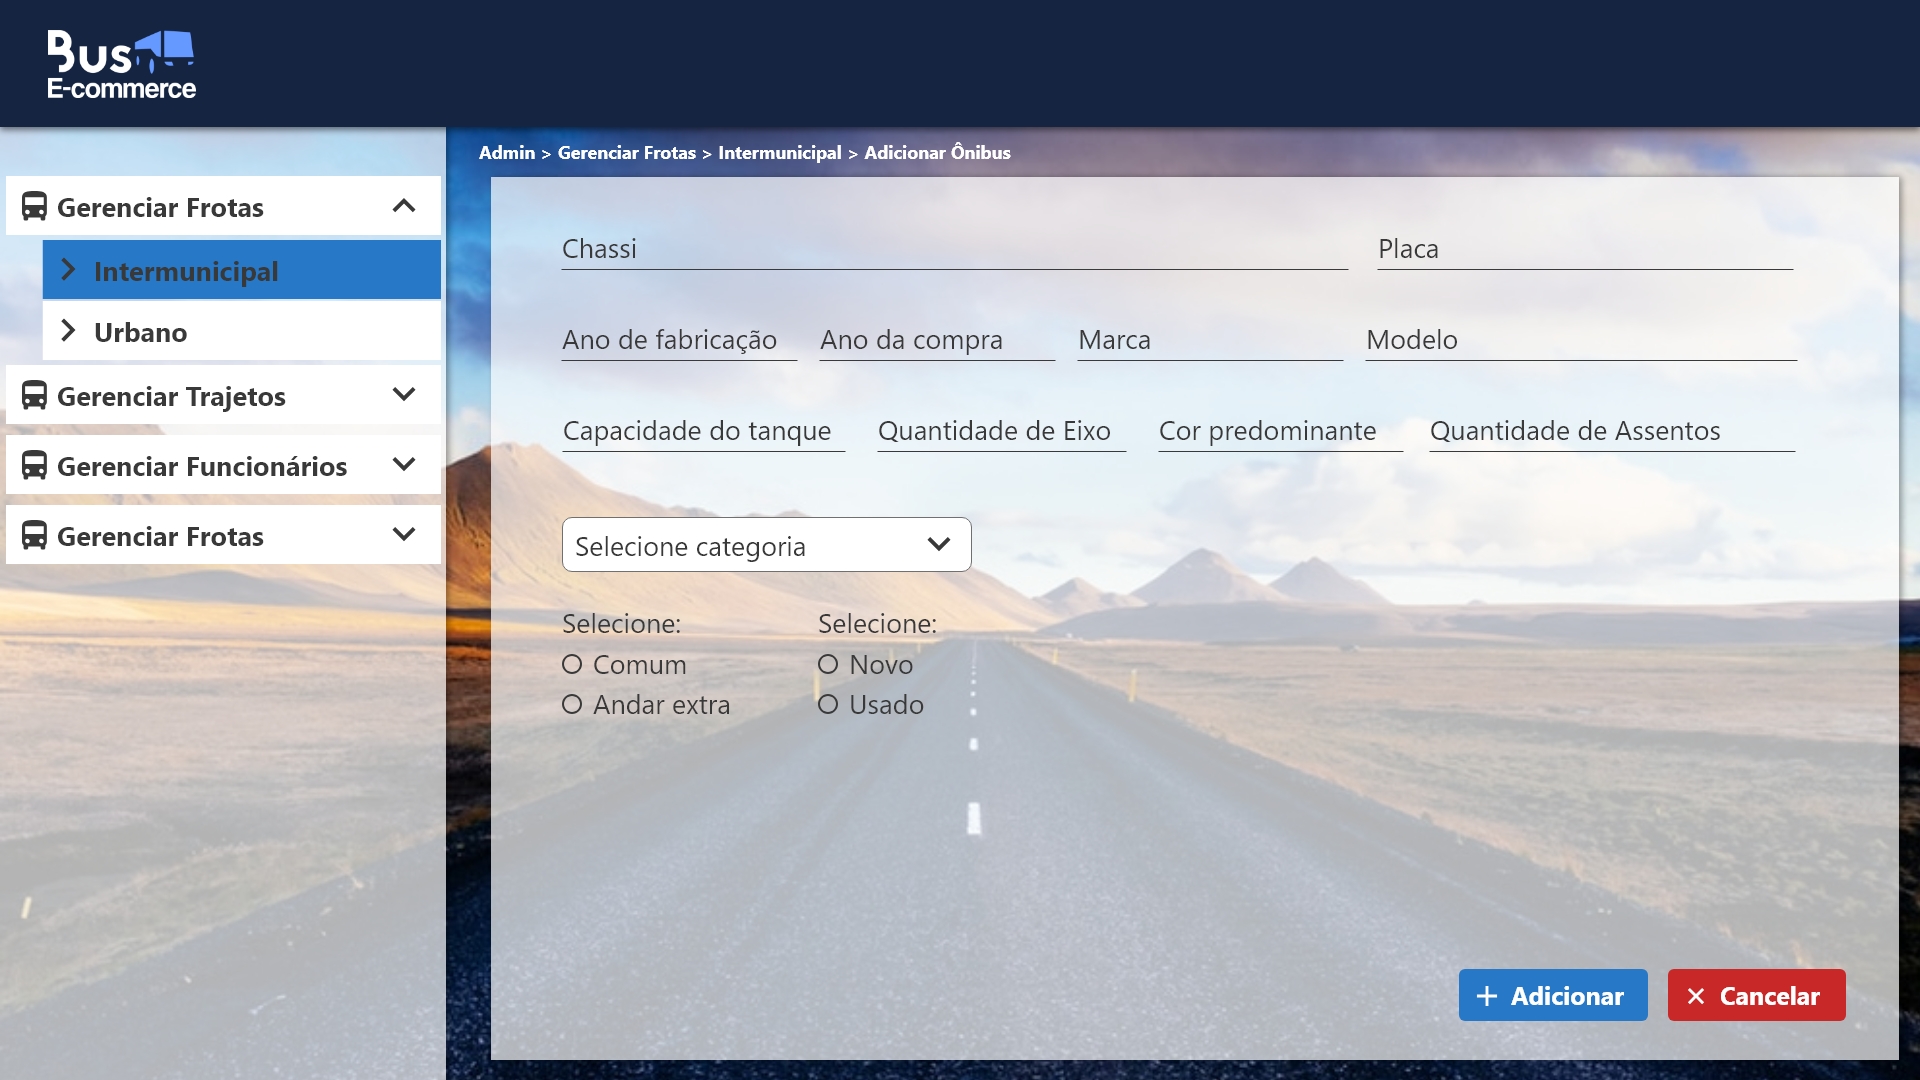 Bus
E-commerce
Admin > Gerenciar Frotas > Intermunicipal > Adicionar Ônibus
Gerenciar Frotas
Intermunicipal
Urbano
Gerenciar Trajetos
Gerenciar Funcionários
Gerenciar Frotas
Chassi Placa
Ano de fabricação Ano da compra Marca Modelo
Capacidade do tanque Quantidade de Eixo Cor predominante Quantidade de Assentos
Selecione categoria
Selecione: Selecione:
Comum Novo
Andar extra Usado
Adicionar Cancelar